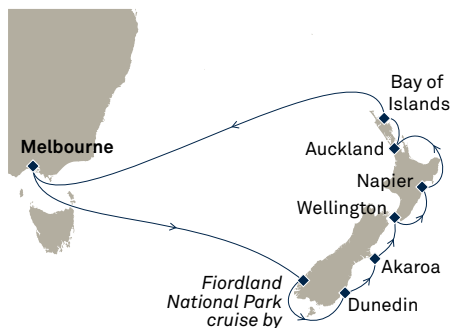 Bay of
Islands
Melbourne
Auckland
Napier
Wellington
Akaroa
Fiordland
National Park
cruise by
Dunedin